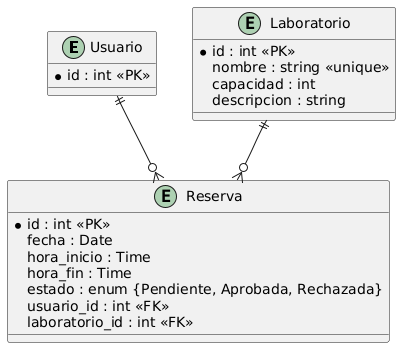 E Usuario
id : int «PK»
E Laboratorio
id : int «PK»
nombre : string «unique»
capacidad : int
descripcion : string
E Reserva
id : int «PK»
fecha : Date
hora_inicio : Time
hora_fin : Time
estado : enum {Pendiente, Aprobada, Rechazada}
usuario_id : int «FK»
laboratorio_id : int «FK»